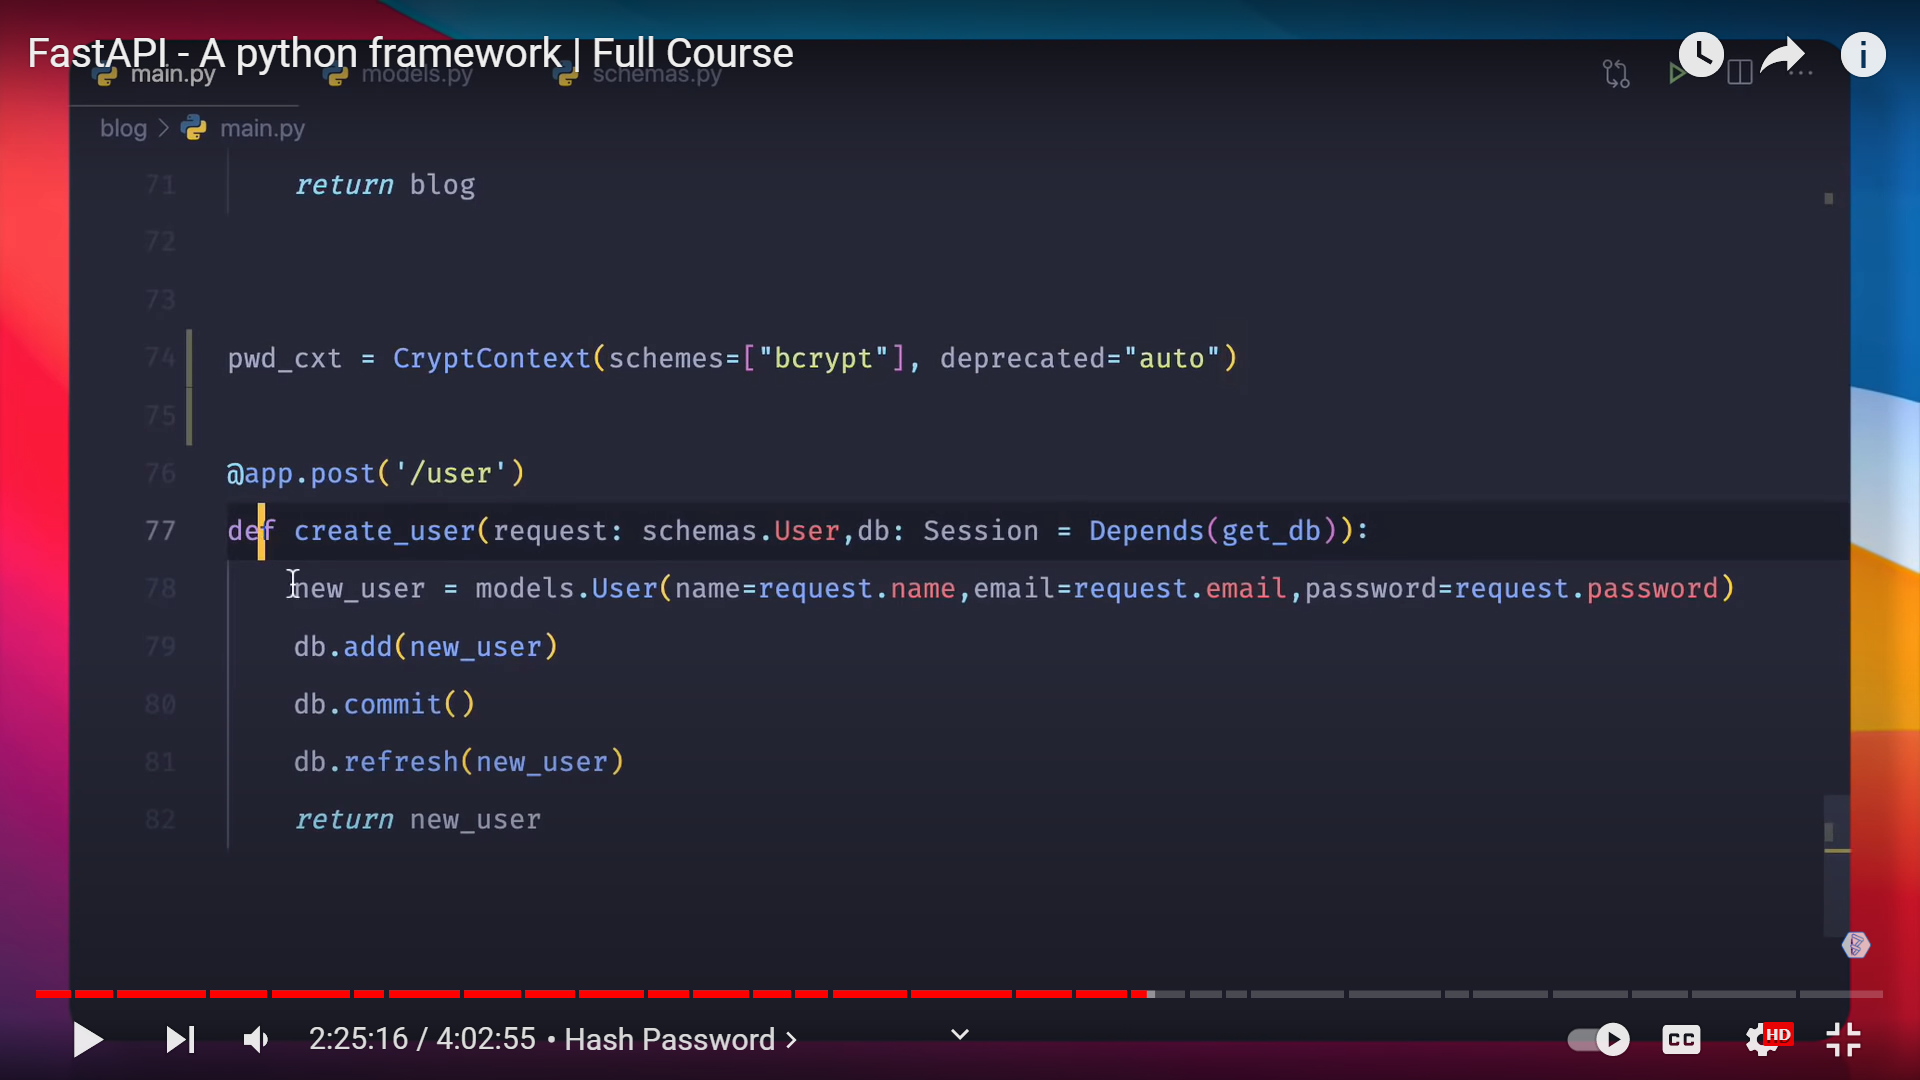 FastAPI - A python framework | Full Course
main.py models.py schemas.py
blog > main.py
71 return blog
72
73
74 pwd_cxt = CryptContext(schemes=["bcrypt"], deprecated="auto")
75
76 @app.post('/user')
77 def create_user(request: schemas.User,db: Session = Depends(get_db)):
78 new_user = models.User(name=request.name,email=request.email,password=request.password)
79 db.add(new_user)
80 db.commit()
81 db.refresh(new_user)
82 return new_user
2:25:16 / 4:02:55 • Hash Password >
CC
HD